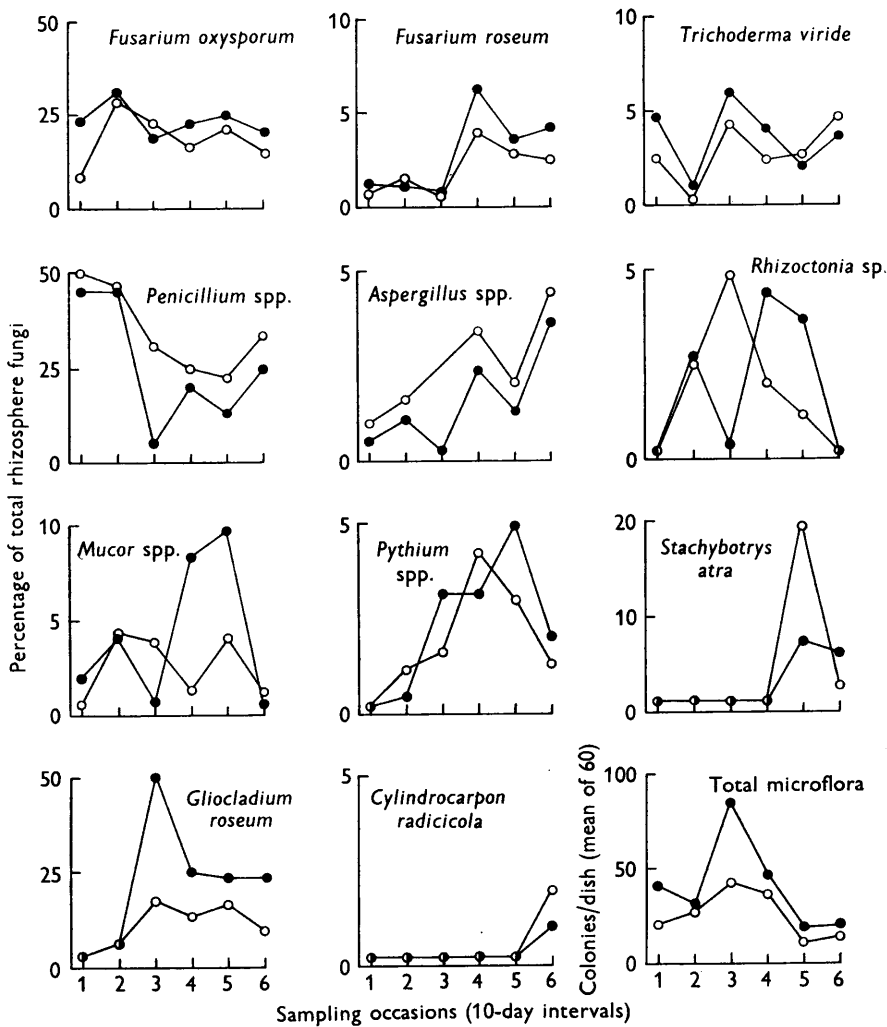 Fusarium oxysporum
50
25
0
Fusarium roseum
10
5
0
Trichoderma viride
10
5
0
Penicillium spp.
50
25
0
Aspergillus spp.
5
0
Rhizoctonia sp.
5
0
Percentage of total rhizosphere fungi
Mucor spp.
10
5
0
Pythium
spp.
5
0
Stachybotrys
atra
20
10
0
Gliocladium
roseum
50
25
0
1 2 3 4 5 6
Cylindrocarpon
radicicola
5
0
1 2 3 4 5 6
Colonies/dish (mean of 60)
Total microflora
100
50
0
1 2 3 4 5 6
Sampling occasions (10-day intervals)